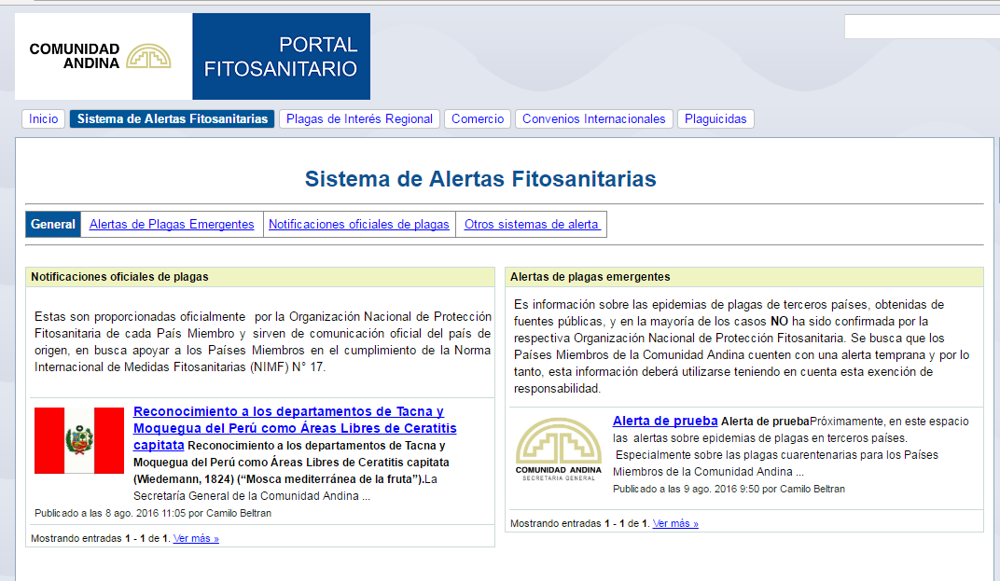 COMUNIDAD
ANDINA
PORTAL
FITOSANITARIO
Inicio
Sistema de Alertas Fitosanitarias
Plagas de Interés Regional
Comercio
Convenios Internacionales
Plaguicidas
Sistema de Alertas Fitosanitarias
General
Alertas de Plagas Emergentes
Notificaciones oficiales de plagas
Otros sistemas de alerta
Notificaciones oficiales de plagas
Estas son proporcionadas oficialmente por la Organización Nacional de Protección
Fitosanitaria de cada País Miembro y sirven de comunicación oficial del país de
origen, en busca apoyar a los Países Miembros en el cumplimiento de la Norma
Internacional de Medidas Fitosanitarias (NIMF) N° 17.
Reconocimiento a los departamentos de Tacna y
Moquegua del Perú como Áreas Libres de Ceratitis
capitata Reconocimiento a los departamentos de Tacna y
Moquegua del Perú como Áreas Libres de Ceratitis capitata
(Wiedemann, 1824) (“Mosca mediterránea de la fruta”).La
Secretaría General de la Comunidad Andina ...
Publicado a las 8 ago. 2016 11:05 por Camilo Beltran
Mostrando entradas 1 - 1 de 1. Ver más »
Alertas de plagas emergentes
Es información sobre las epidemias de plagas de terceros países, obtenidas de
fuentes públicas, y en la mayoría de los casos NO ha sido confirmada por la
respectiva Organización Nacional de Protección Fitosanitaria. Se busca que los
Países Miembros de la Comunidad Andina cuenten con una alerta temprana y por lo
tanto, esta información deberá utilizarse teniendo en cuenta esta exención de
responsabilidad.
COMUNIDAD ANDINA
SECRETARIA GENERAL
Alerta de prueba Alerta de pruebaPróximamente, en este espacio
las alertas sobre epidemias de plagas en terceros países.
Especialmente sobre las plagas cuarentenarias para los Países
Miembros de la Comunidad Andina ...
Publicado a las 9 ago. 2016 9:50 por Camilo Beltran
Mostrando entradas 1 - 1 de 1. Ver más »